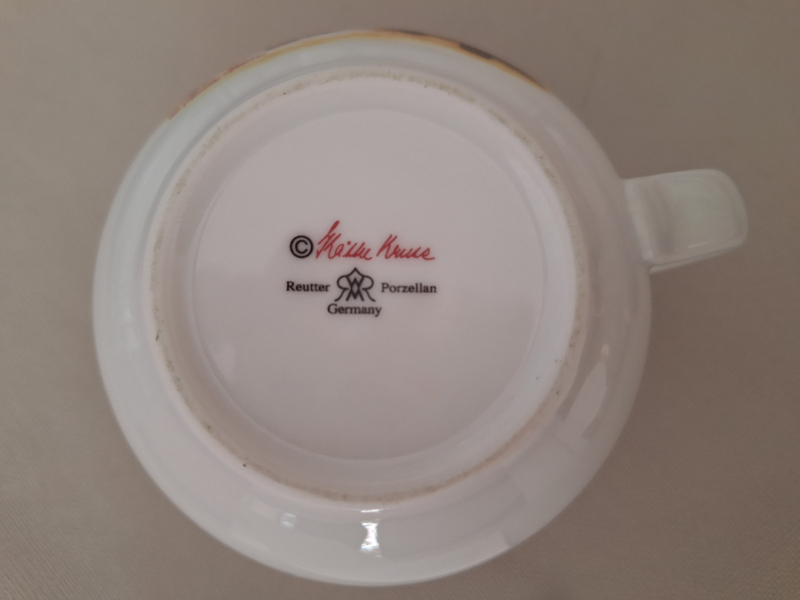 © Käthe Kruse
Reutter Porzellan
Germany